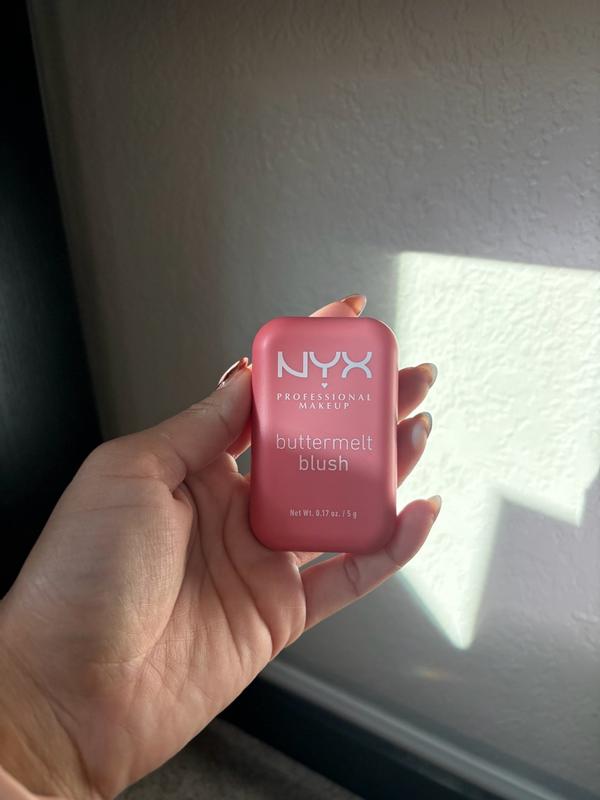 NYX
PROFESSIONAL
MAKEUP
buttermelt
blush
Net Wt. 0.17 oz. / 5 g